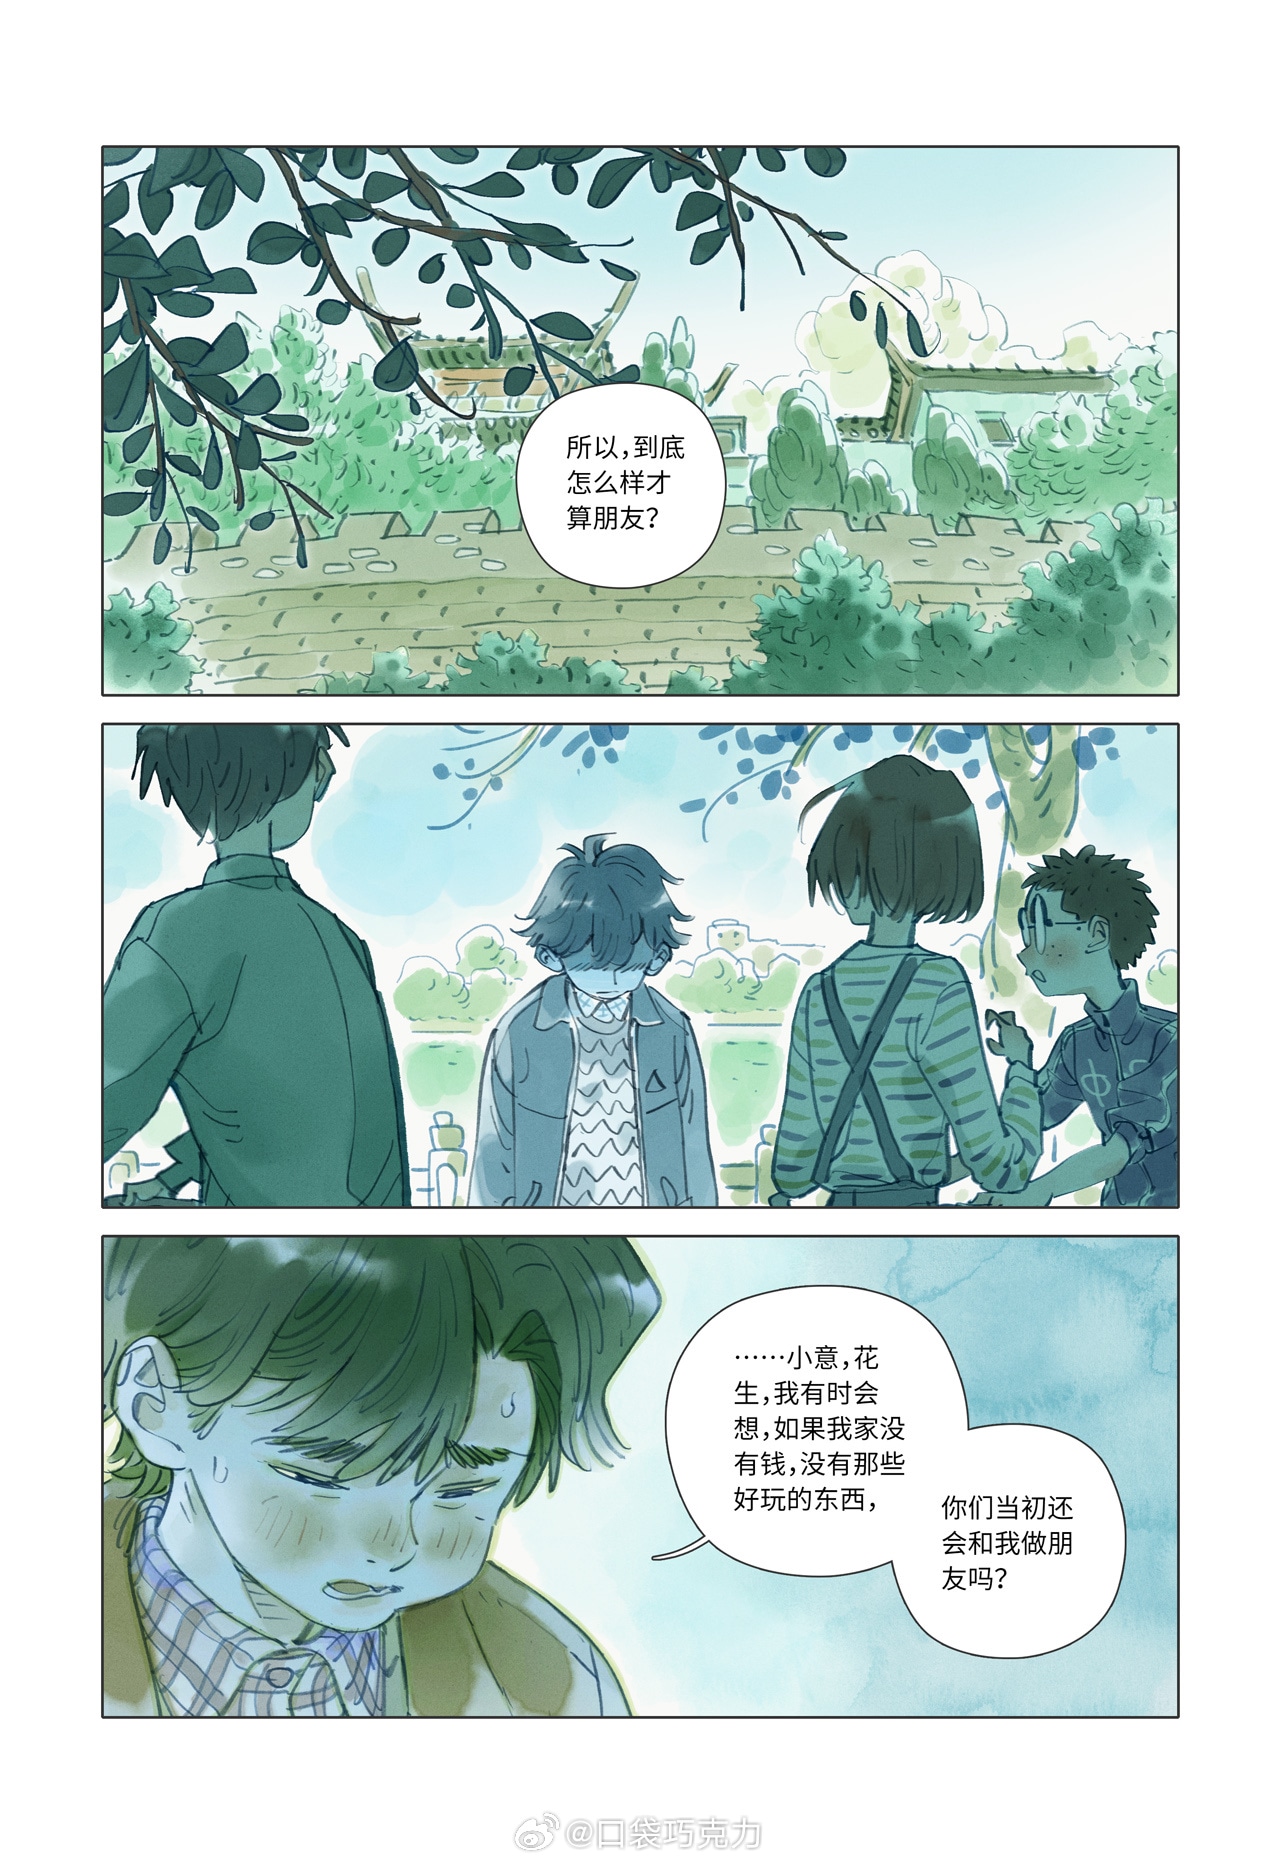 所以，到底
怎么样才
算朋友？
……小意，花
生，我有时会
想，如果我家没
有钱，没有那些
好玩的东西，
你们当初还
会和我做朋
友吗？
@口袋巧克力